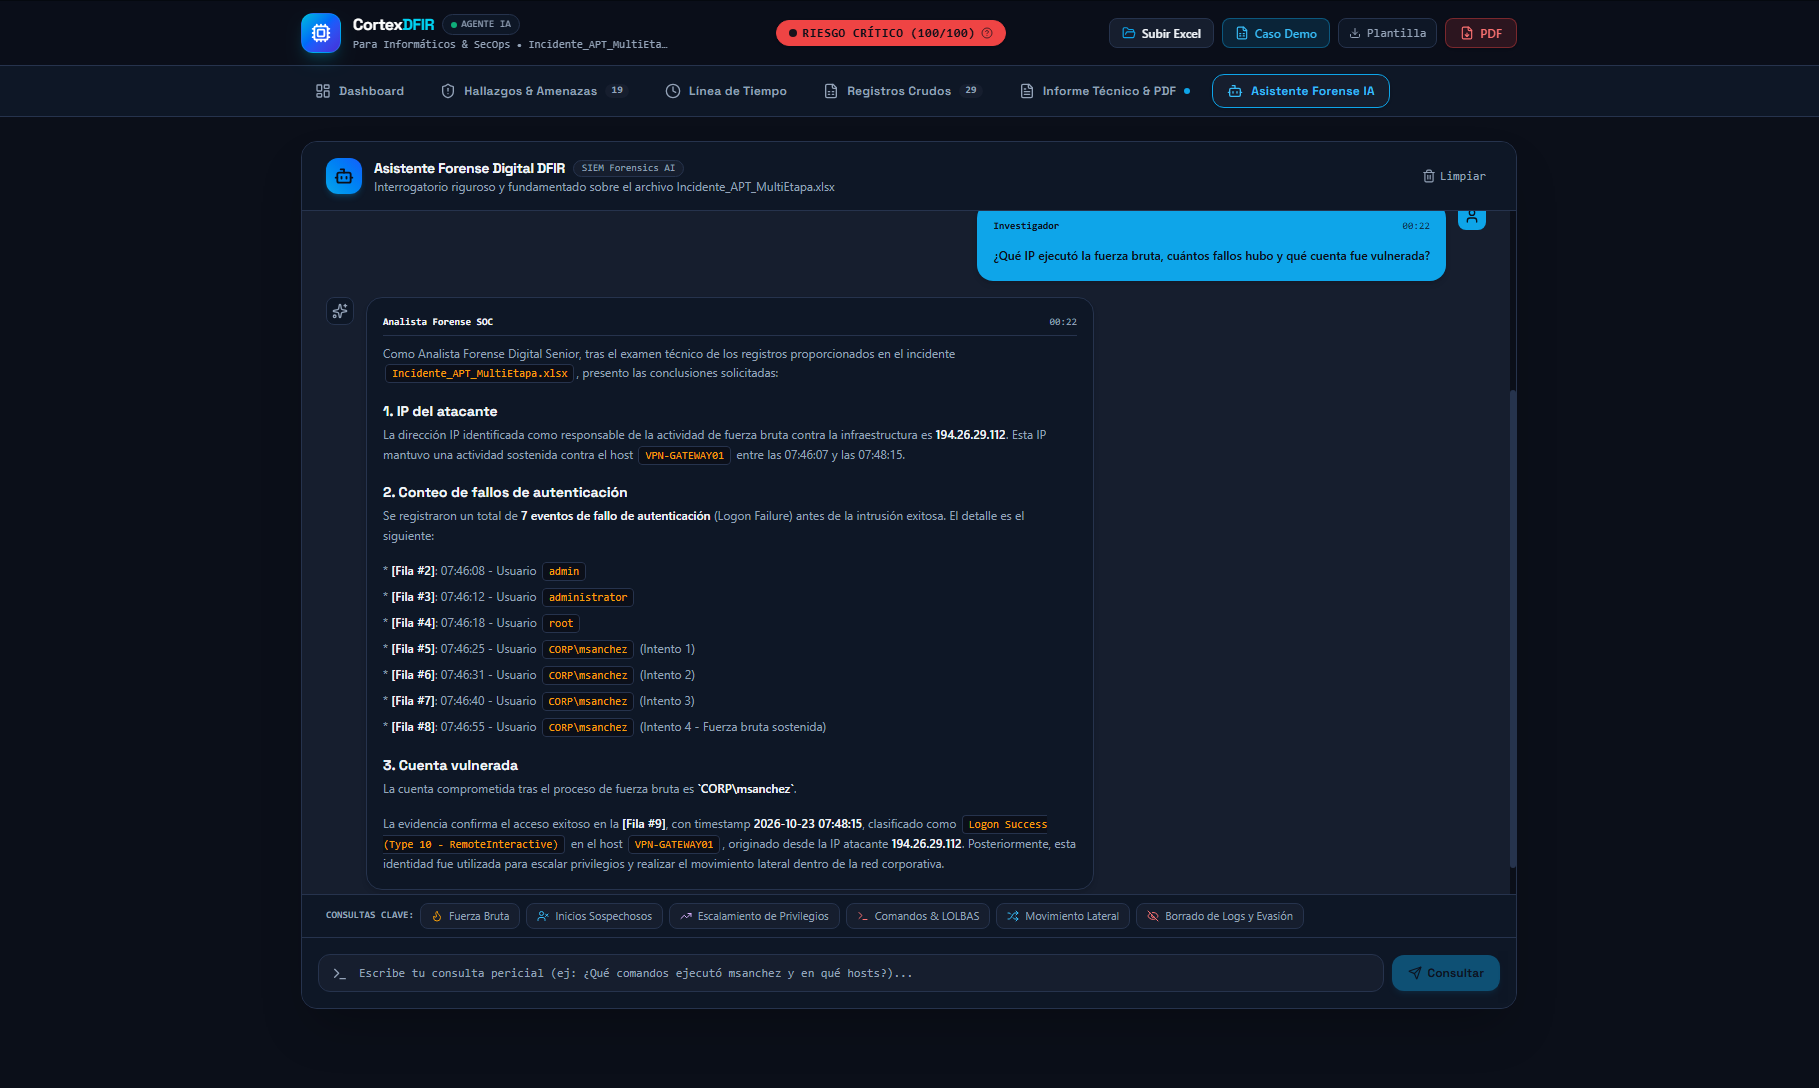 CortexDFIR AGENTE IA
Para Informáticos & SecOps • Incidente_APT_MultiEta…
RIESGO CRÍTICO (100/100)
Subir Excel
Caso Demo
Plantilla
PDF
Dashboard
Hallazgos & Amenazas 19
Línea de Tiempo
Registros Crudos 29
Informe Técnico & PDF
Asistente Forense IA
Asistente Forense Digital DFIR SIEM Forensics AI
Interrogatorio riguroso y fundamentado sobre el archivo Incidente_APT_MultiEtapa.xlsx
Limpiar
Investigador 00:22
¿Qué IP ejecutó la fuerza bruta, cuántos fallos hubo y qué cuenta fue vulnerada?
Analista Forense SOC 00:22
Como Analista Forense Digital Senior, tras el examen técnico de los registros proporcionados en el incidente
Incidente_APT_MultiEtapa.xlsx , presento las conclusiones solicitadas:
1. IP del atacante
La dirección IP identificada como responsable de la actividad de fuerza bruta contra la infraestructura es 194.26.29.112. Esta IP
mantuvo una actividad sostenida contra el host VPN-GATEWAY01 entre las 07:46:07 y las 07:48:15.
2. Conteo de fallos de autenticación
Se registraron un total de 7 eventos de fallo de autenticación (Logon Failure) antes de la intrusión exitosa. El detalle es el
siguiente:
* [Fila #2]: 07:46:08 - Usuario admin
* [Fila #3]: 07:46:12 - Usuario administrator
* [Fila #4]: 07:46:18 - Usuario root
* [Fila #5]: 07:46:25 - Usuario CORP\msanchez (Intento 1)
* [Fila #6]: 07:46:31 - Usuario CORP\msanchez (Intento 2)
* [Fila #7]: 07:46:40 - Usuario CORP\msanchez (Intento 3)
* [Fila #8]: 07:46:55 - Usuario CORP\msanchez (Intento 4 - Fuerza bruta sostenida)
3. Cuenta vulnerada
La cuenta comprometida tras el proceso de fuerza bruta es `CORP\msanchez`.
La evidencia confirma el acceso exitoso en la [Fila #9], con timestamp 2026-10-23 07:48:15, clasificado como Logon Success
(Type 10 - RemoteInteractive) en el host VPN-GATEWAY01 , originado desde la IP atacante 194.26.29.112. Posteriormente, esta
identidad fue utilizada para escalar privilegios y realizar el movimiento lateral dentro de la red corporativa.
CONSULTAS CLAVE:
Fuerza Bruta
Inicios Sospechosos
Escalamiento de Privilegios
Comandos & LOLBAS
Movimiento Lateral
Borrado de Logs y Evasión
>_ Escribe tu consulta pericial (ej: ¿Qué comandos ejecutó msanchez y en qué hosts?)...
Consultar